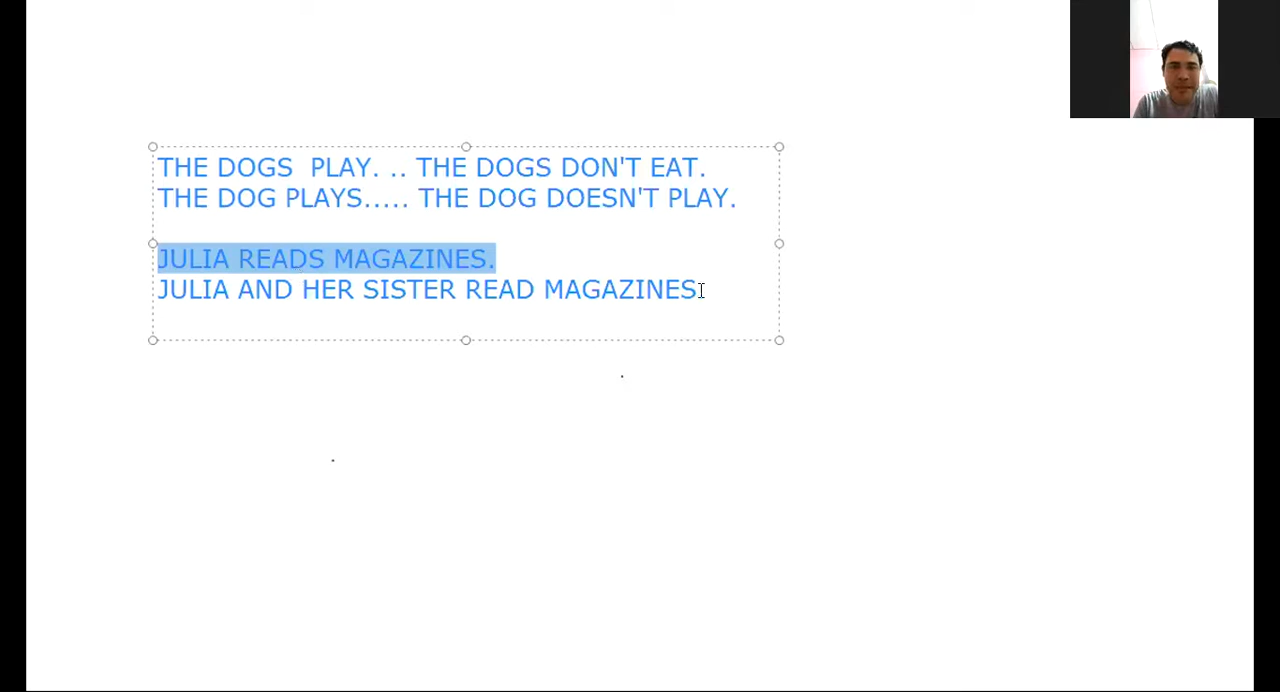 THE DOGS  PLAY. .. THE DOGS DON'T EAT.
THE DOG PLAYS..... THE DOG DOESN'T PLAY.
JULIA READS MAGAZINES.
JULIA AND HER SISTER READ MAGAZINES.